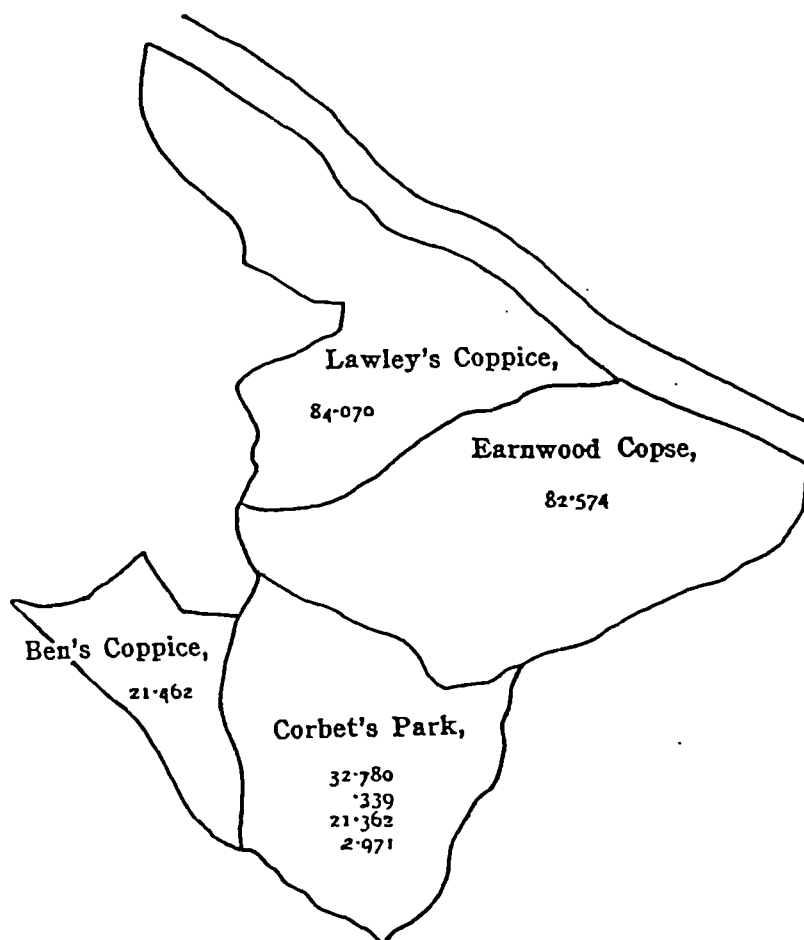 Lawley's Coppice,
84·070
Earnwood Copse,
82·574
Ben's Coppice,
21·462
Corbet's Park,
32·780
·339
21·362
2·971